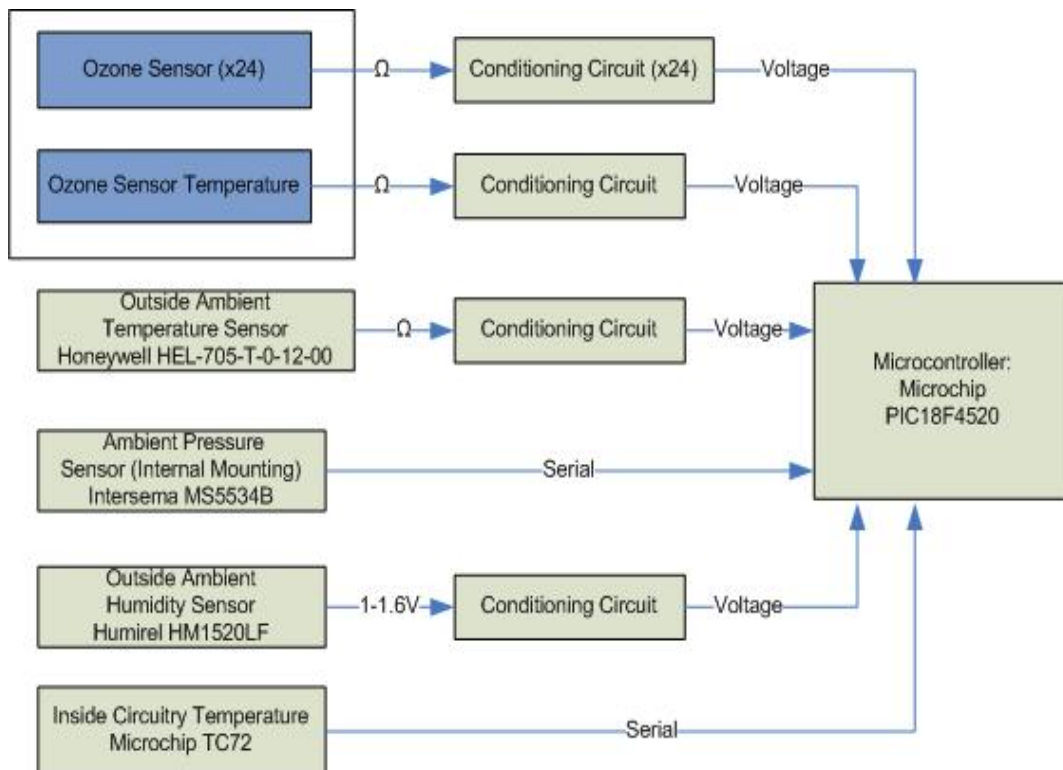 Ozone Sensor (x24)
Ω
Conditioning Circuit (x24)
Voltage
Ozone Sensor Temperature
Ω
Conditioning Circuit
Voltage
Outside Ambient
Temperature Sensor
Honeywell HEL-705-T-0-12-00
Ω
Conditioning Circuit
Voltage
Microcontroller:
Microchip
PIC18F4520
Ambient Pressure
Sensor (Internal Mounting)
Intersema MS5534B
Serial
Outside Ambient
Humidity Sensor
Humirel HM1520LF
1-1.6V
Conditioning Circuit
Voltage
Inside Circuitry Temperature
Microchip TC72
Serial